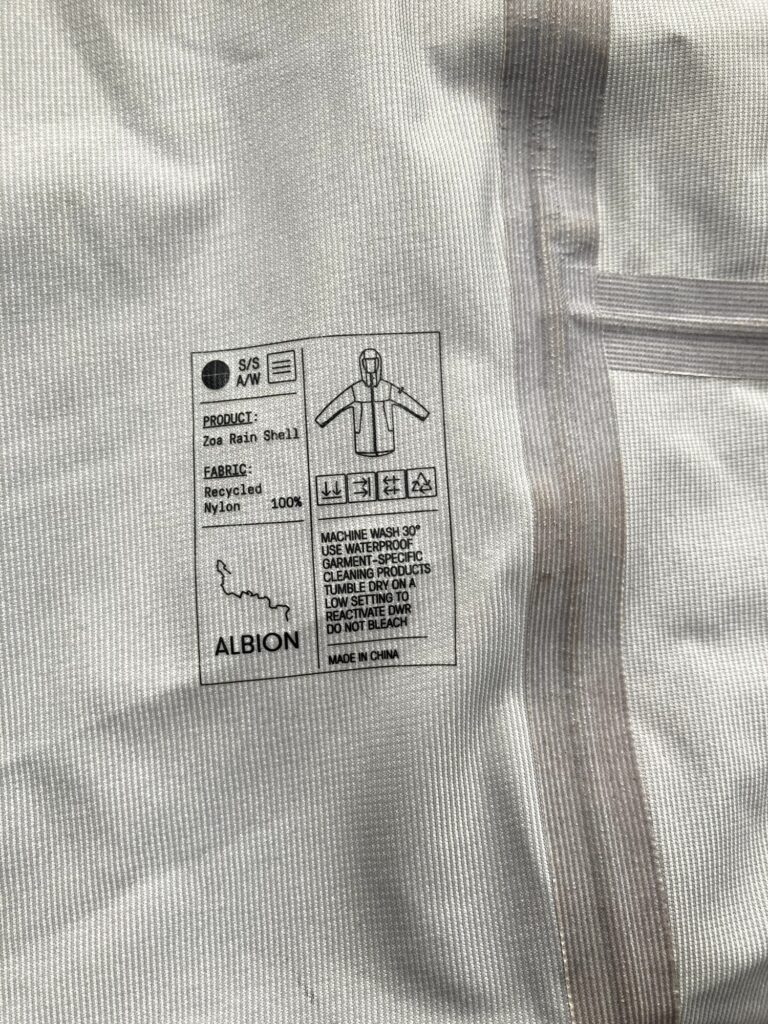 S/S
A/W
PRODUCT:
Zoa Rain Shell
FABRIC:
Recycled
Nylon 100%
ALBION
MACHINE WASH 30°
USE WATERPROOF
GARMENT-SPECIFIC
CLEANING PRODUCTS
TUMBLE DRY ON A
LOW SETTING TO
REACTIVATE DWR
DO NOT BLEACH
MADE IN CHINA